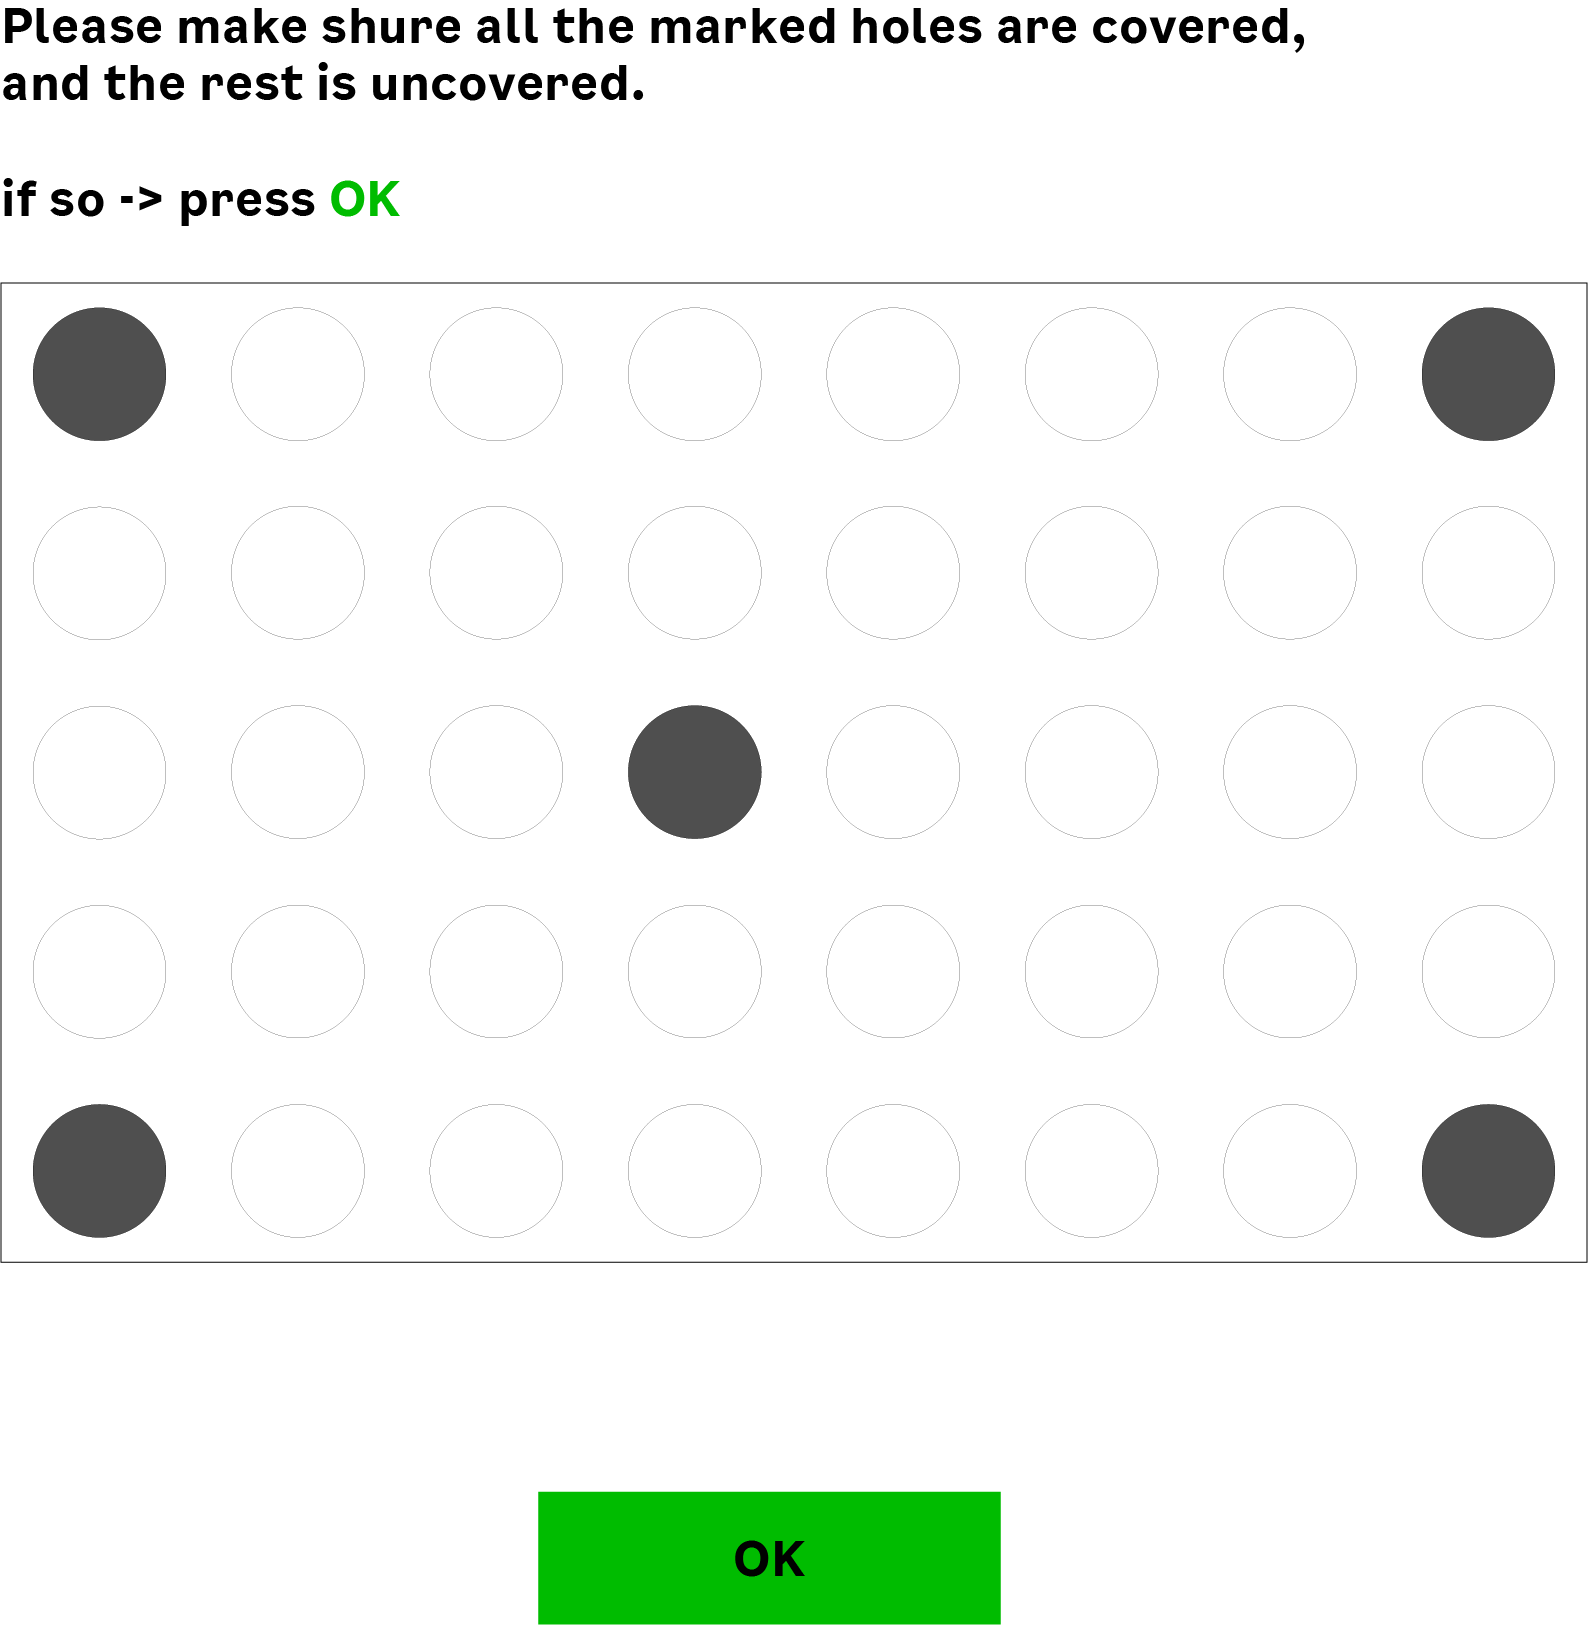 Please make shure all the marked holes are covered,
and the rest is uncovered.
if so -> press OK
OK